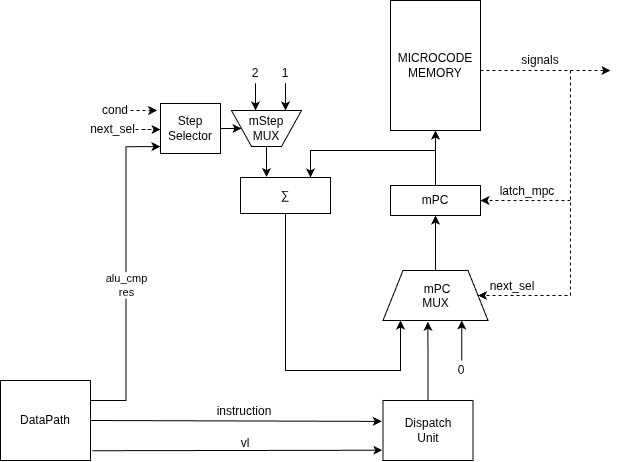 MICROCODE
MEMORY
signals
2
1
cond
next_sel
Step
Selector
mStep
MUX
∑
mPC
latch_mpc
alu_cmp
res
mPC
MUX
next_sel
0
DataPath
instruction
vl
Dispatch
Unit